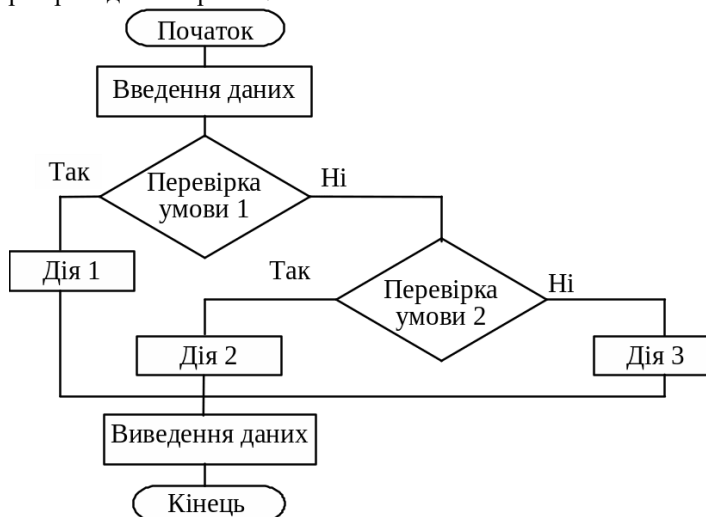 Початок
Введення даних
Так
Ні
Перевірка
умови 1
Дія 1
Так
Ні
Перевірка
умови 2
Дія 2
Дія 3
Виведення даних
Кінець